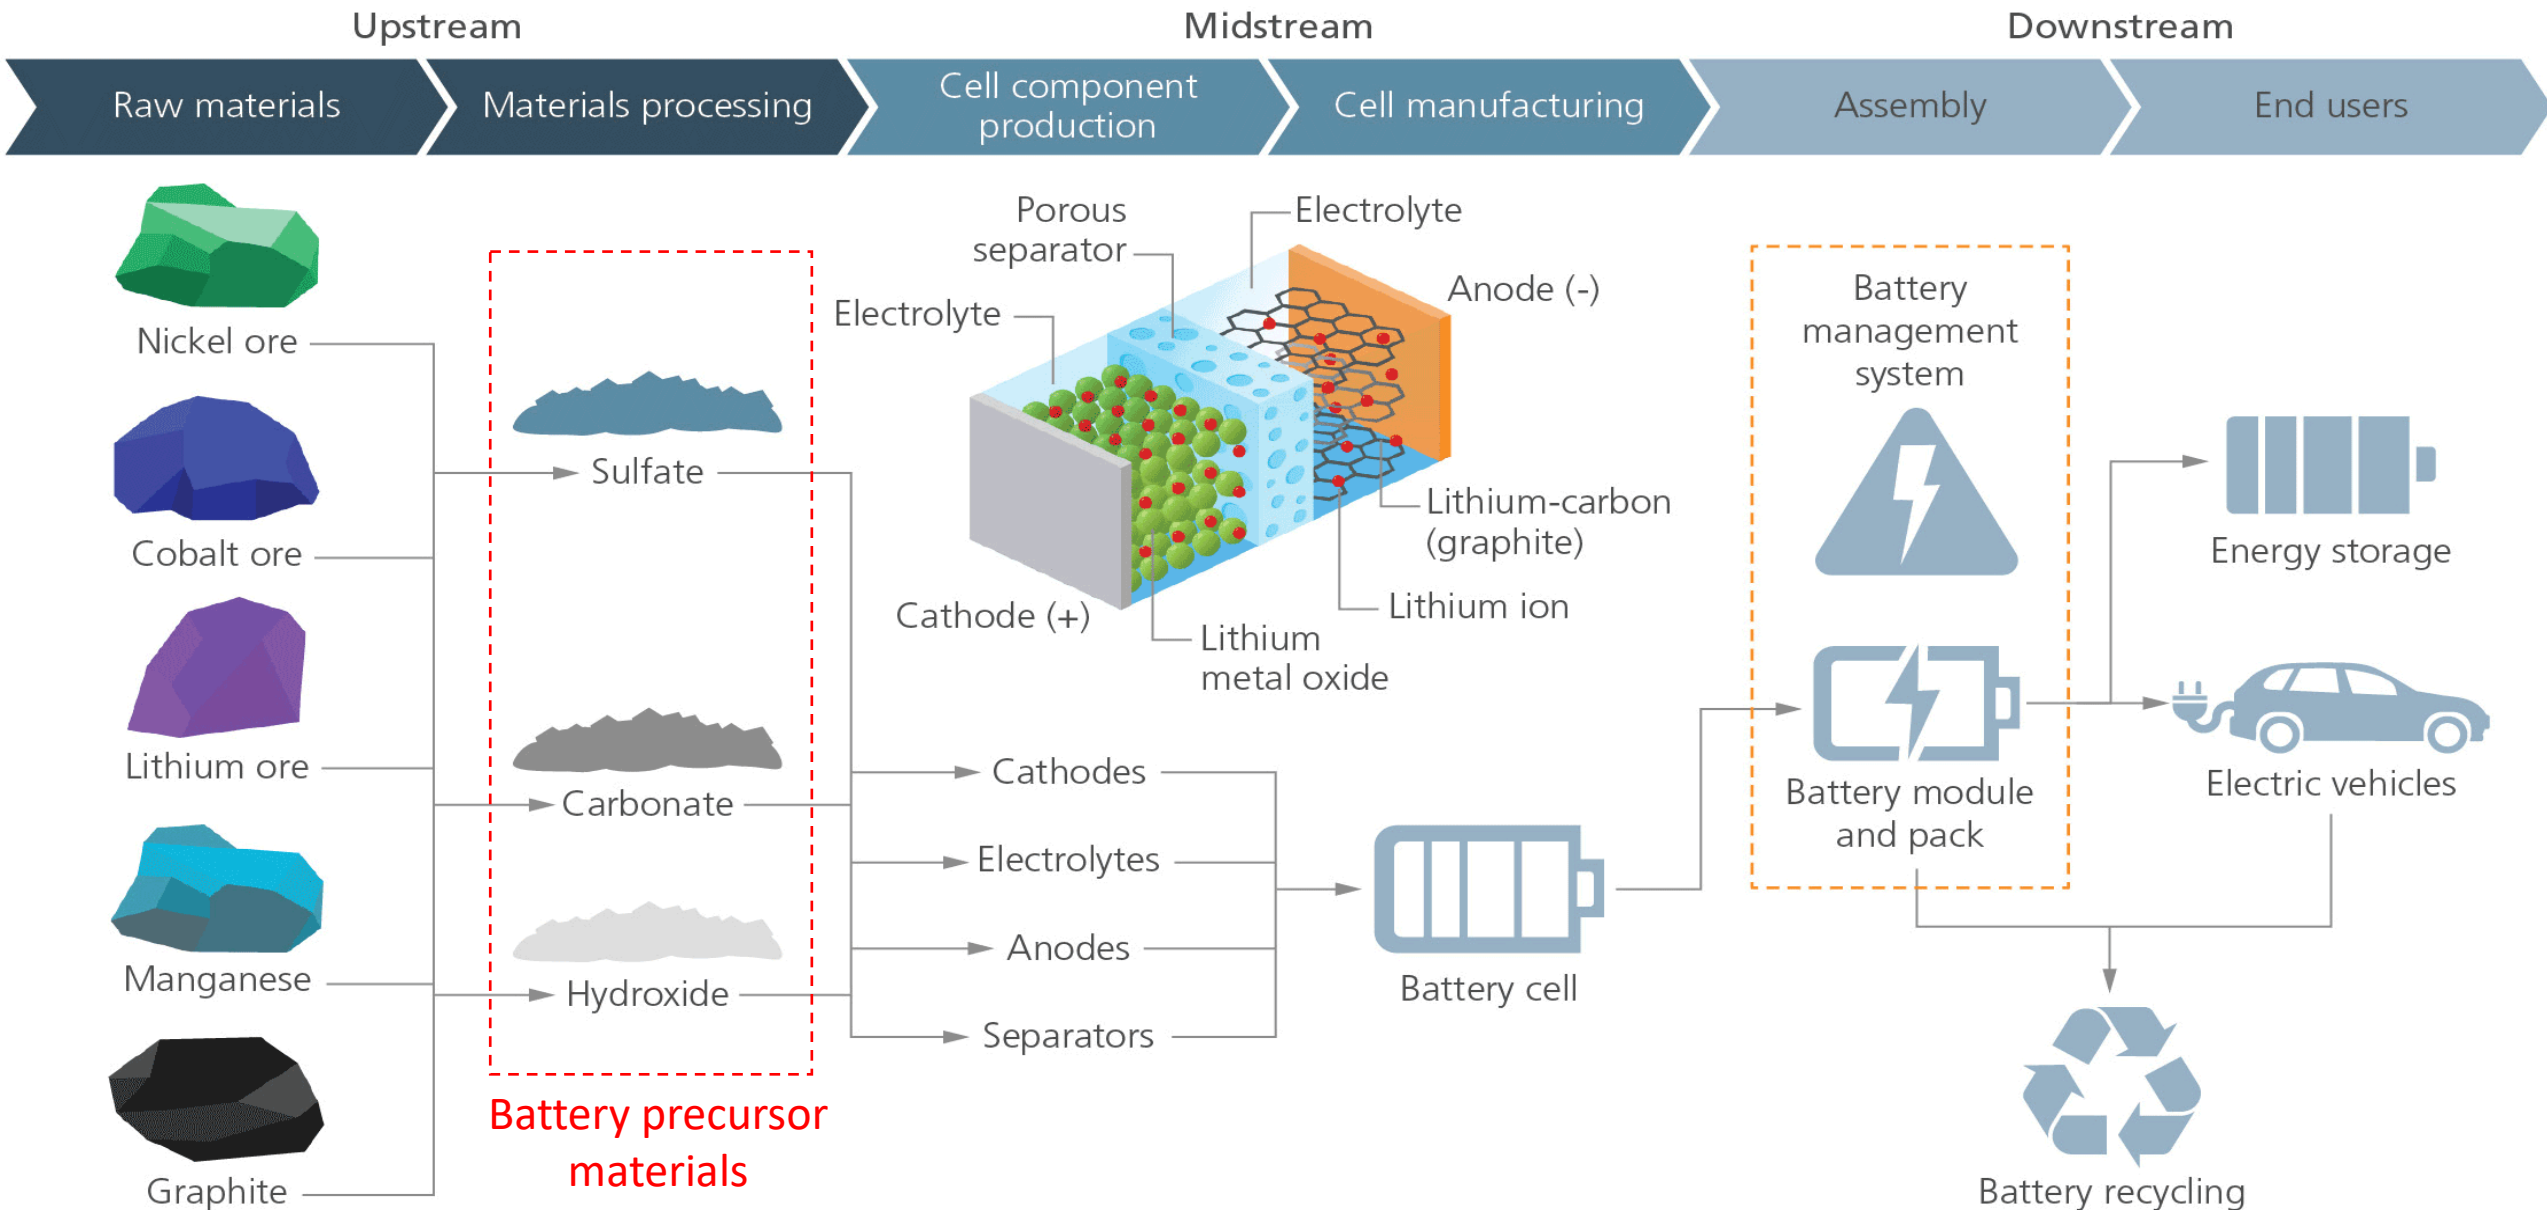 Upstream
Midstream
Downstream
Raw materials
Materials processing
Cell component
production
Cell manufacturing
Assembly
End users
Nickel ore
Cobalt ore
Lithium ore
Manganese
Graphite
Sulfate
Carbonate
Hydroxide
Battery precursor
materials
Porous
separator
Electrolyte
Electrolyte
Anode (-)
Lithium-carbon
(graphite)
Lithium ion
Cathode (+)
Lithium
metal oxide
Cathodes
Electrolytes
Anodes
Separators
Battery cell
Battery
management
system
Battery module
and pack
Energy storage
Electric vehicles
Battery recycling